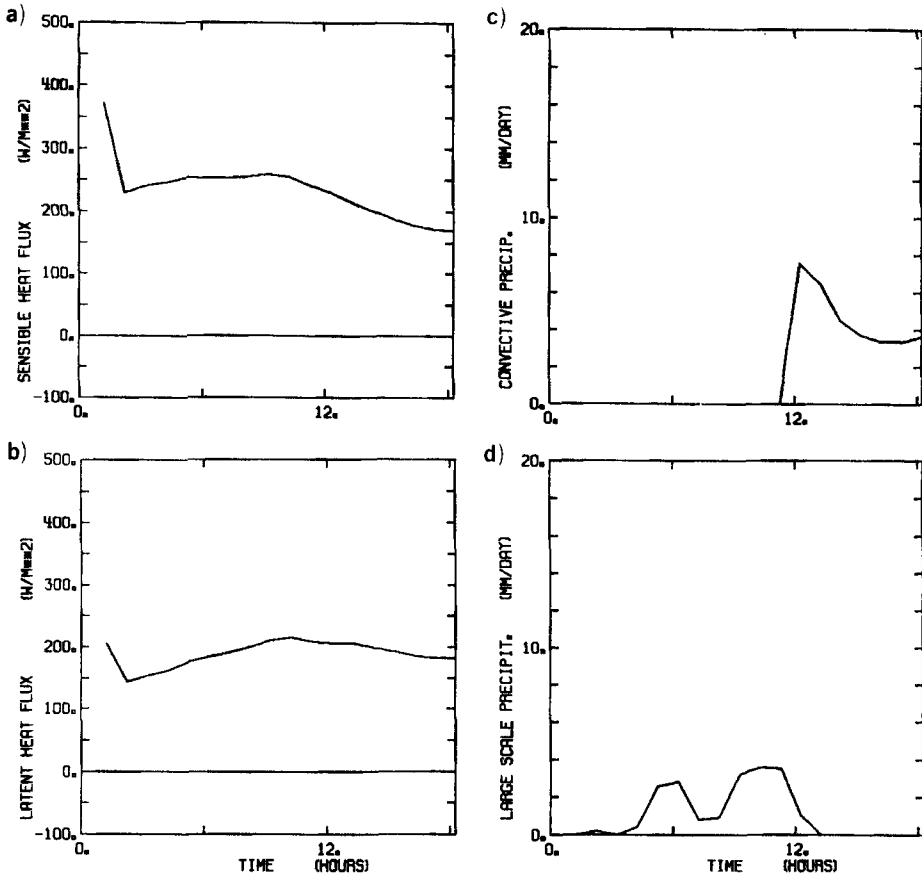 a)
500.
400.
300.
200.
100.
0.
-100.
SENSIBLE HEAT FLUX (W/M**2)
0.
12.
b)
500.
400.
300.
200.
100.
0.
-100.
LATENT HEAT FLUX (W/M**2)
0.
12.
TIME (HOURS)
c)
20.
10.
0.
CONVECTIVE PRECIP. (MM/DAY)
0.
12.
d)
20.
10.
0.
LARGE SCALE PRECIPIT. (MM/DAY)
0.
12.
TIME (HOURS)